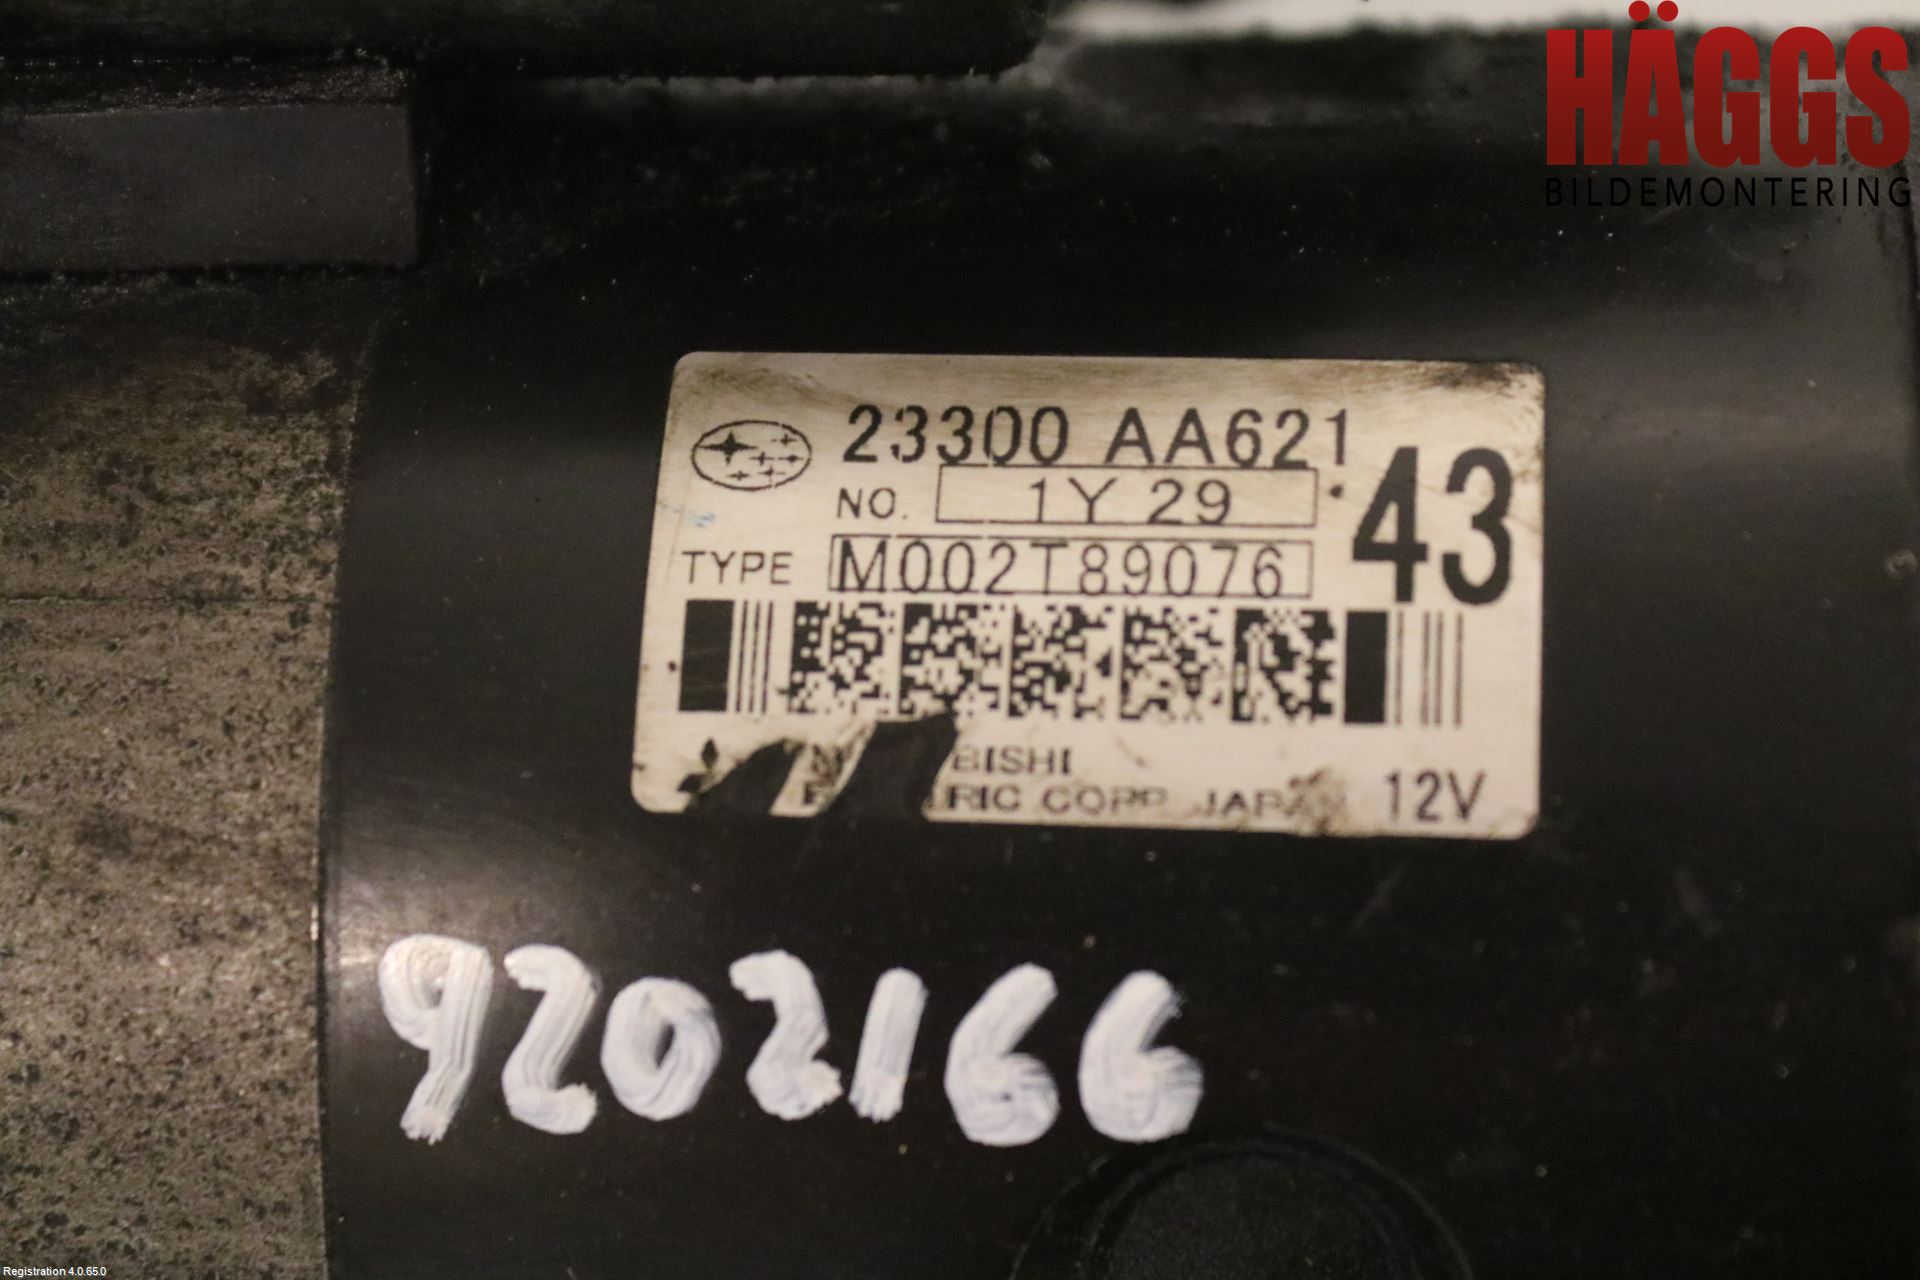 HÄGGS
BILDEMONTERING
23300 AA621
NO. 1Y 29
43
TYPE M002T89076
BISHI
RIC CORP. JAPAN
12V
9202166
Registration 4.0.65.0